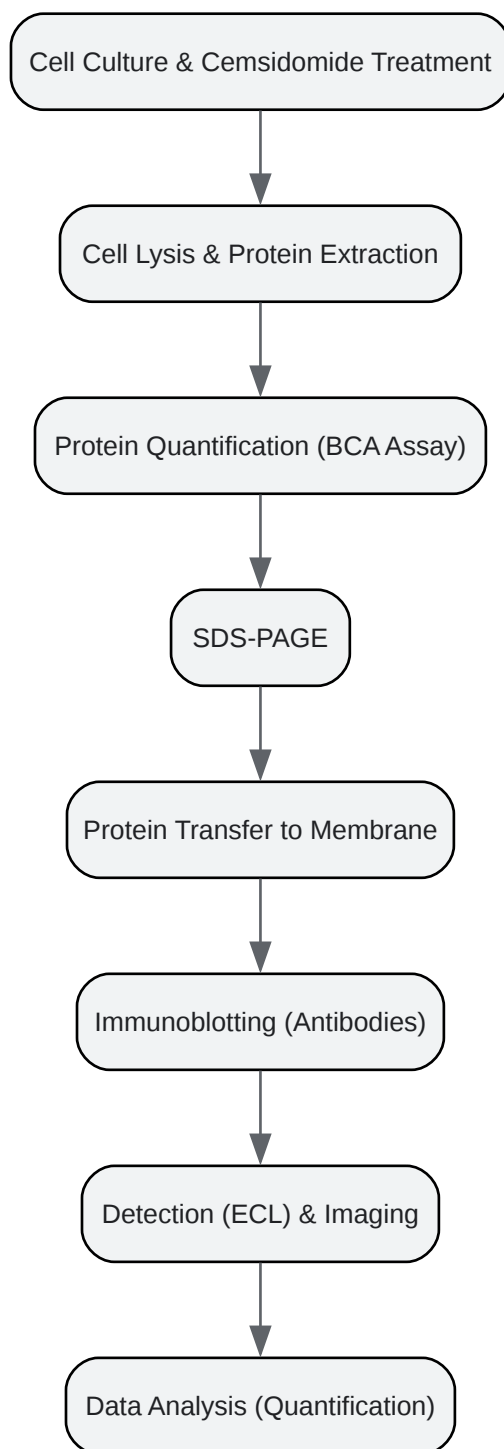 Cell Culture & Cemsidomide Treatment
Cell Lysis & Protein Extraction
Protein Quantification (BCA Assay)
SDS-PAGE
Protein Transfer to Membrane
Immunoblotting (Antibodies)
Detection (ECL) & Imaging
Data Analysis (Quantification)